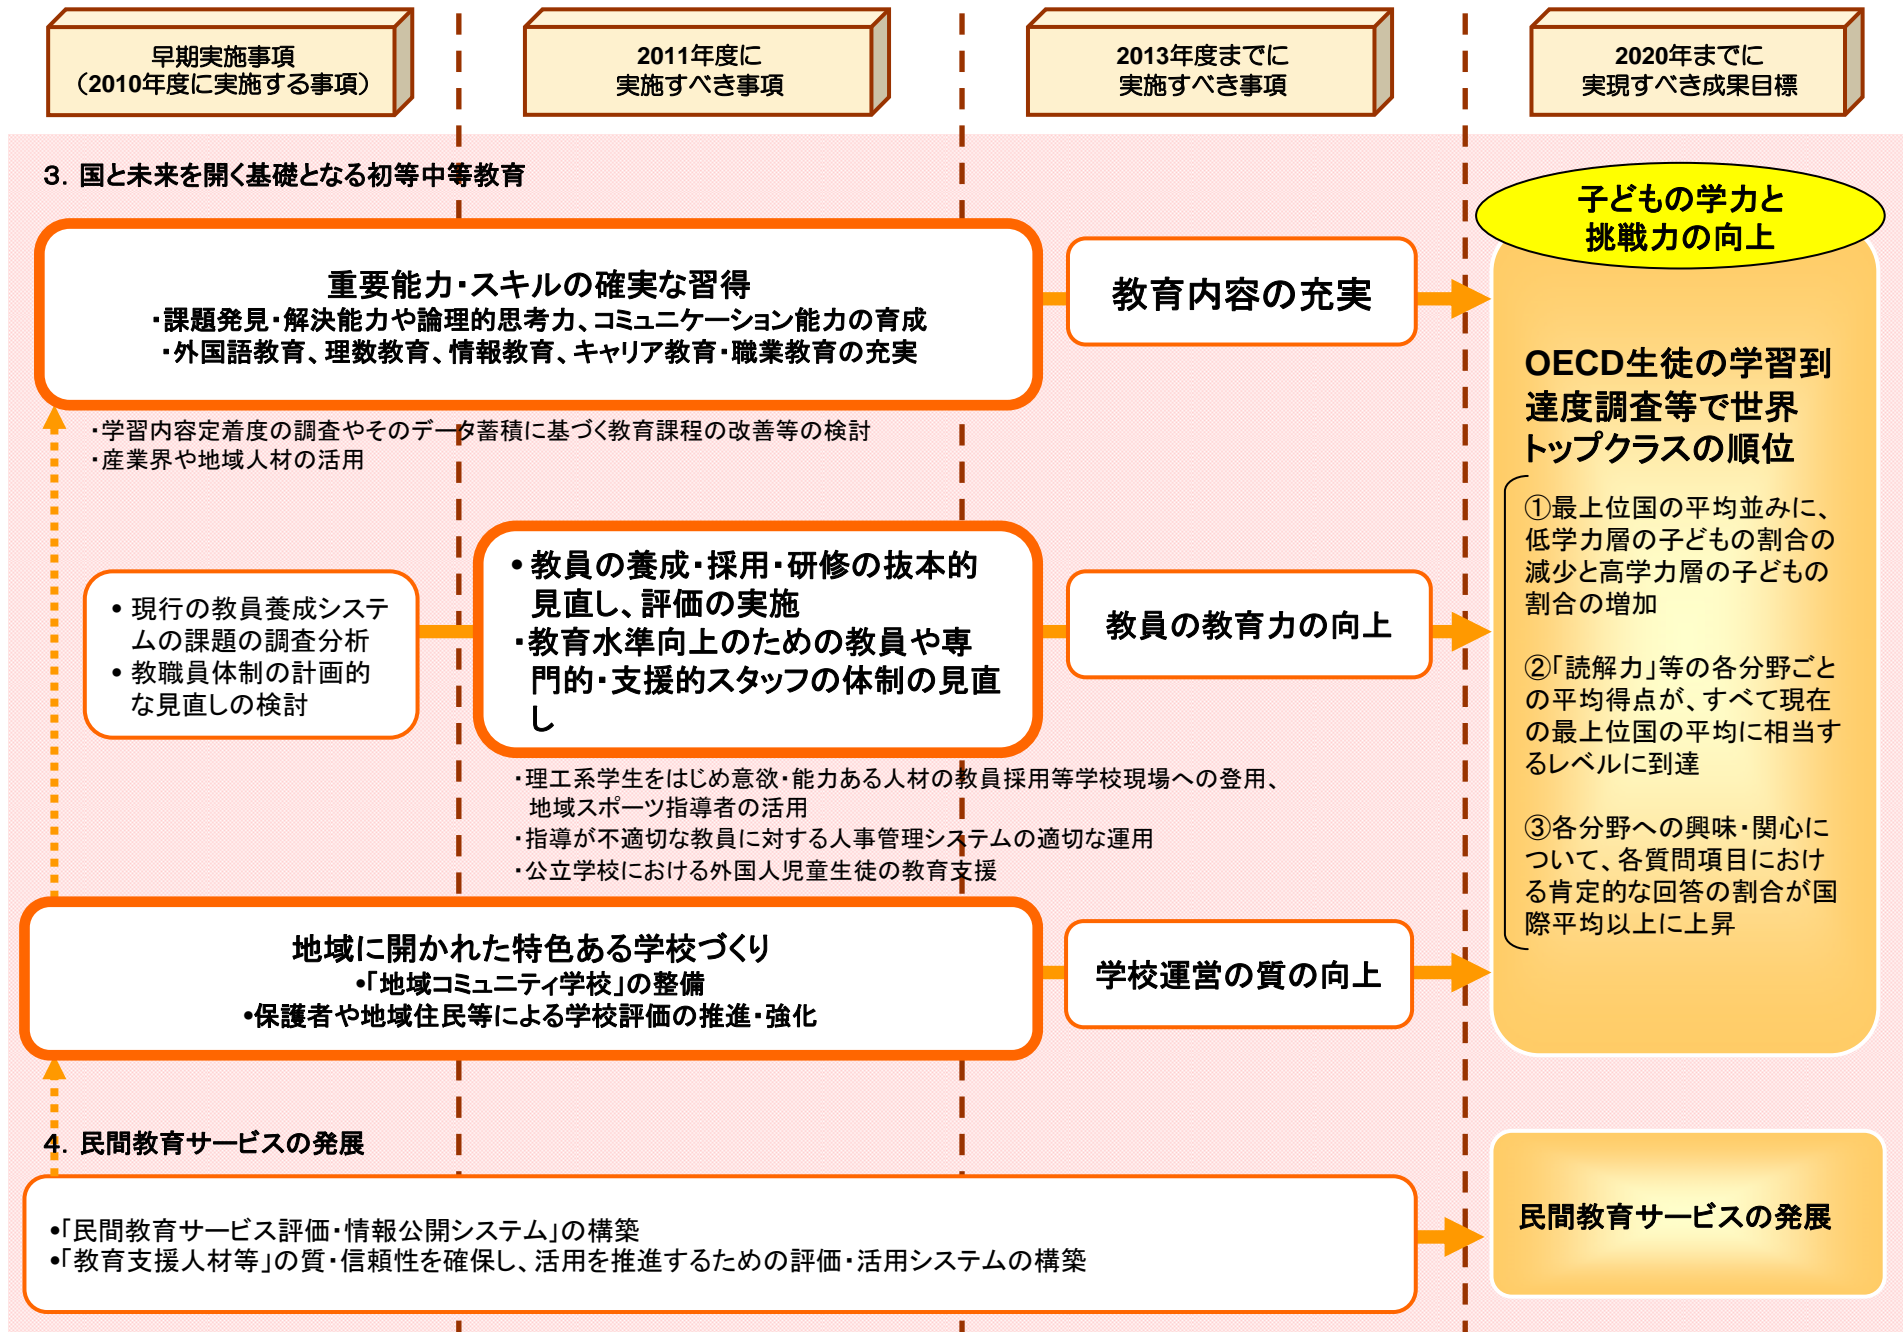 早期実施事項
（2010年度に実施する事項）
2011年度に
実施すべき事項
2013年度までに
実施すべき事項
2020年までに
実現すべき成果目標
３．国と未来を開く基礎となる初等中等教育
重要能力・スキルの確実な習得
・課題発見・解決能力や論理的思考力、コミュニケーション能力の育成
・外国語教育、理数教育、情報教育、キャリア教育・職業教育の充実
教育内容の充実
・学習内容定着度の調査やそのデータ蓄積に基づく教育課程の改善等の検討
・産業界や地域人材の活用
• 現行の教員養成システ
ムの課題の調査分析
• 教職員体制の計画的
な見直しの検討
• 教員の養成・採用・研修の抜本的
見直し、評価の実施
・教育水準向上のための教員や専
門的・支援的スタッフの体制の見直
し
教員の教育力の向上
・理工系学生をはじめ意欲・能力ある人材の教員採用等学校現場への登用、
地域スポーツ指導者の活用
・指導が不適切な教員に対する人事管理システムの適切な運用
・公立学校における外国人児童生徒の教育支援
地域に開かれた特色ある学校づくり
•「地域コミュニティ学校」の整備
•保護者や地域住民等による学校評価の推進・強化
学校運営の質の向上
子どもの学力と
挑戦力の向上
OECD生徒の学習到
達度調査等で世界
トップクラスの順位
①最上位国の平均並みに、
低学力層の子どもの割合の
減少と高学力層の子どもの
割合の増加
②「読解力」等の各分野ごと
の平均得点が、すべて現在
の最上位国の平均に相当す
るレベルに到達
③各分野への興味・関心に
ついて、各質問項目におけ
る肯定的な回答の割合が国
際平均以上に上昇
４．民間教育サービスの発展
•「民間教育サービス評価・情報公開システム」の構築
•「教育支援人材等」の質・信頼性を確保し、活用を推進するための評価・活用システムの構築
民間教育サービスの発展